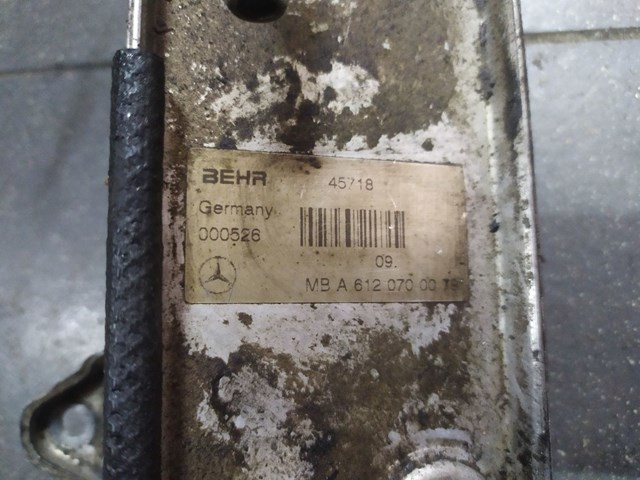 BEHR 45718
Germany
000526
09.
MB A 612 070 00 79